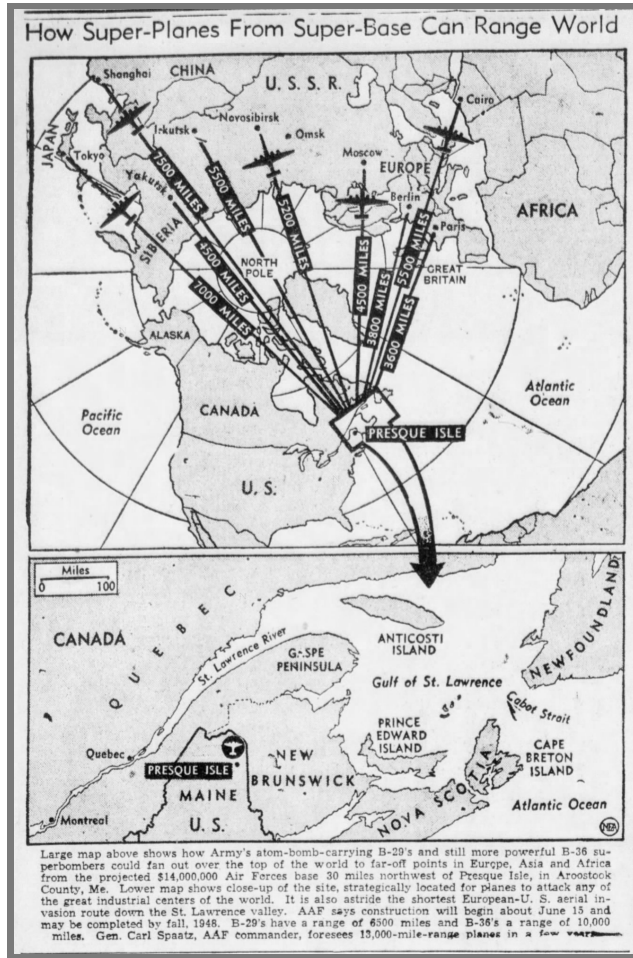 How Super-Planes From Super-Base Can Range World
Shanghai
CHINA
U. S. S. R.
Cairo
JAPAN
Tokyo
Irkutsk
Novosibirsk
Omsk
Moscow
EUROPE
Berlin
Paris
AFRICA
Yakutsk
SIBERIA
7500 MILES
5500 MILES
5200 MILES
4500 MILES
7000 MILES
4500 MILES
3800 MILES
5500 MILES
3600 MILES
NORTH
POLE
GREAT
BRITAIN
ALASKA
CANADA
Pacific
Ocean
Atlantic
Ocean
PRESQUE ISLE
U. S.
Miles
0 100
CANADA
QUEBEC
St. Lawrence River
GASPE
PENINSULA
ANTICOSTI
ISLAND
NEWFOUNDLAND
Gulf of St. Lawrence
Cabot Strait
PRINCE
EDWARD
ISLAND
CAPE
BRETON
ISLAND
Quebec
PRESQUE ISLE
NEW
BRUNSWICK
MAINE
U. S.
NOVA SCOTIA
Atlantic Ocean
Montreal
NEA
Large map above shows how Army's atom-bomb-carrying B-29's and still more powerful B-36 su-
perbombers could fan out over the top of the world to far-off points in Europe, Asia and Africa
from the projected $14,000,000 Air Forces base 30 miles northwest of Presque Isle, in Aroostock
County, Me. Lower map shows close-up of the site, strategically located for planes to attack any of
the great industrial centers of the world. It is also astride the shortest European-U. S. aerial in-
vasion route down the St. Lawrence valley. AAF says construction will begin about June 15 and
may be completed by fall, 1948. B-29's have a range of 6500 miles and B-36's a range of 10,000
miles. Gen. Carl Spaatz, AAF commander, foresees 13,000-mile-range planes in a few years.